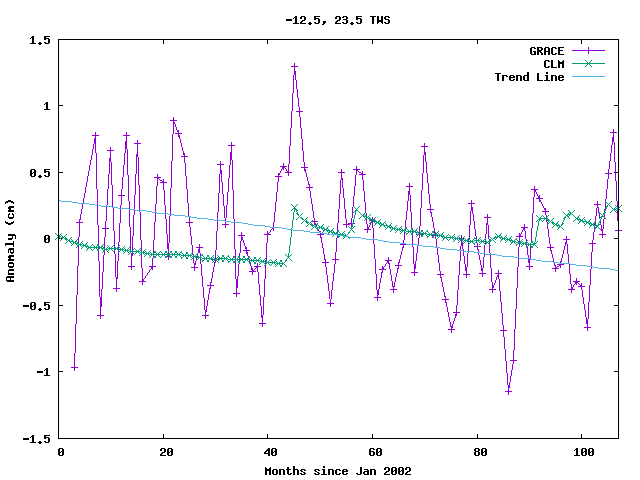 -12.5, 23.5 TWS
GRACE
CLM
Trend Line
1.5
1
0.5
0
-0.5
-1
-1.5
Anomaly (cm)
0 20 40 60 80 100
Months since Jan 2002